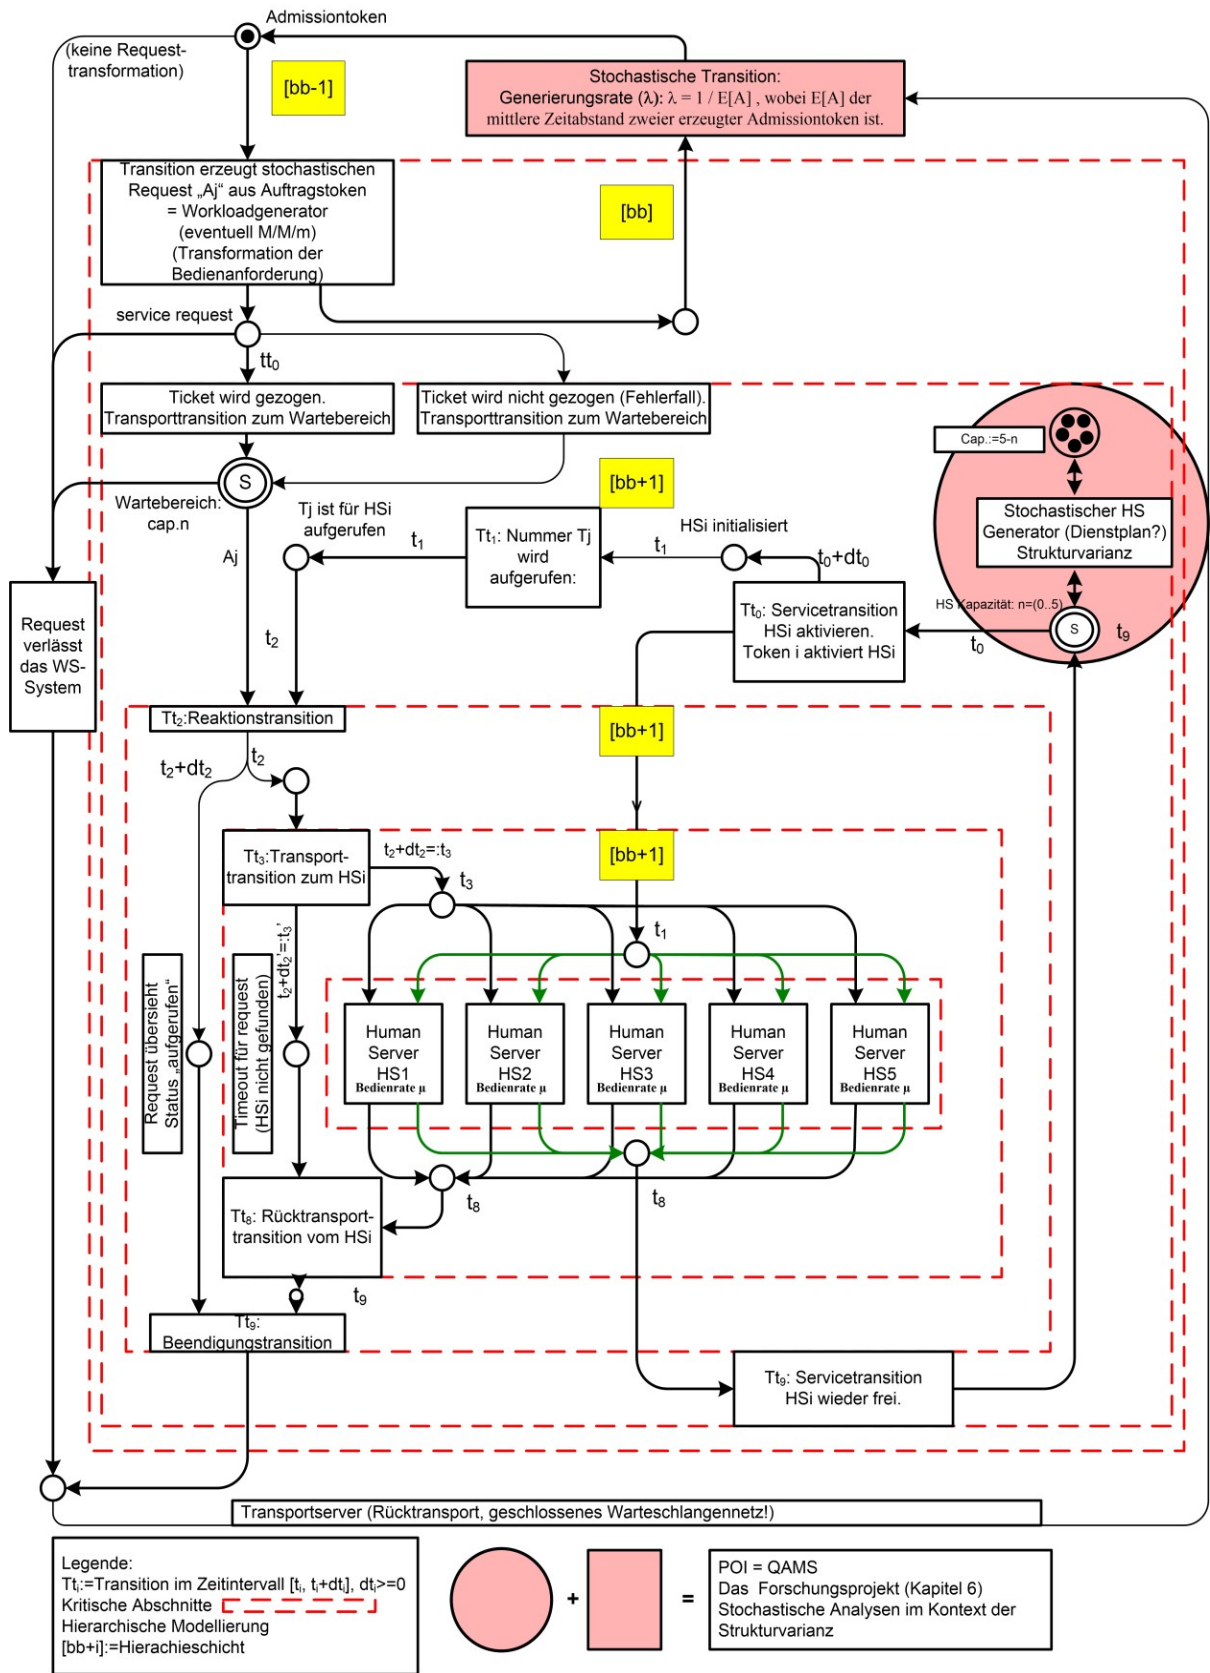 Admissiontoken
(keine Request-
transformation)
[bb-1]
Stochastische Transition:
Generierungsrate (λ): λ = 1 / E[A] , wobei E[A] der
mittlere Zeitabstand zweier erzeugter Admissiontoken ist.
Transition erzeugt stochastischen
Request „Aj“ aus Auftragstoken
= Workloadgenerator
(eventuell M/M/m)
(Transformation der
Bedienanforderung)
[bb]
service request
tt₀
Ticket wird gezogen.
Transporttransition zum Wartebereich
Ticket wird nicht gezogen (Fehlerfall).
Transporttransition zum Wartebereich
Cap.:=5-n
S
Wartebereich:
cap.n
Aj
[bb+1]
Tj ist für HSi
aufgerufen
t₁
Tt₁: Nummer Tj
wird
aufgerufen:
HSi initialisiert
t₁
t₀+dt₀
Stochastischer HS
Generator (Dienstplan?)
Strukturvarianz
HS Kapazität: n=(0..5)
S
t₉
t₀
Tt₀: Servicetransition
HSi aktivieren.
Token i aktiviert HSi
Request
verlässt
das WS-
System
t₂
Tt₂:Reaktionstransition
[bb+1]
t₂+dt₂
t₂
Tt₃:Transport-
transition zum HSi
t₂+dt₂=:t₃
t₃
[bb+1]
t₁
t₂+dt₂'=:t₃'
Request übersieht
Status „aufgerufen“
Timeout für request
(HSi nicht gefunden)
Human
Server
HS1
Bedienrate µ
Human
Server
HS2
Bedienrate µ
Human
Server
HS3
Bedienrate µ
Human
Server
HS4
Bedienrate µ
Human
Server
HS5
Bedienrate µ
t₈
t₈
Tt₈: Rücktransport-
transition vom HSi
t₉
Tt₉:
Beendigungstransition
Tt₉: Servicetransition
HSi wieder frei.
Transportserver (Rücktransport, geschlossenes Warteschlangennetz!)
Legende:
Ttᵢ:=Transition im Zeitintervall [tᵢ, tᵢ+dtᵢ], dtᵢ>=0
Kritische Abschnitte
Hierarchische Modellierung
[bb+i]:=Hierachieschicht
+
=
POI = QAMS
Das Forschungsprojekt (Kapitel 6)
Stochastische Analysen im Kontext der
Strukturvarianz